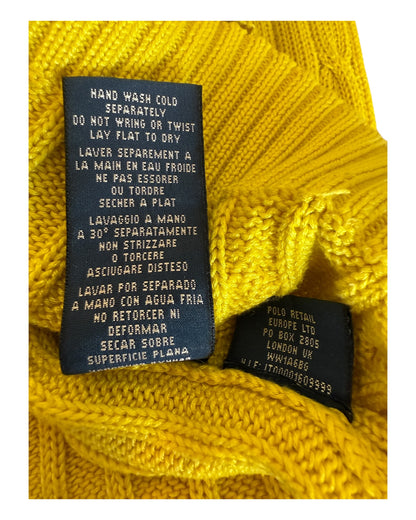 HAND WASH COLD
SEPARATELY
DO NOT WRING OR TWIST
LAY FLAT TO DRY
LAVER SEPAREMENT A
LA MAIN EN EAU FROIDE
NE PAS ESSORER
OU TORDRE
SECHER A PLAT
LAVAGGIO A MANO
A 30° SEPARATAMENTE
NON STRIZZARE
O TORCERE
ASCIUGARE DISTESO
LAVAR POR SEPARADO
A MANO CON AGUA FRIA
NO RETORCER NI
DEFORMAR
SECAR SOBRE
SUPERFICIE PLANA
POLO RETAIL
EUROPE LTD
PO BOX 2805
LONDON UK
WW1A6BG
IT00001609999